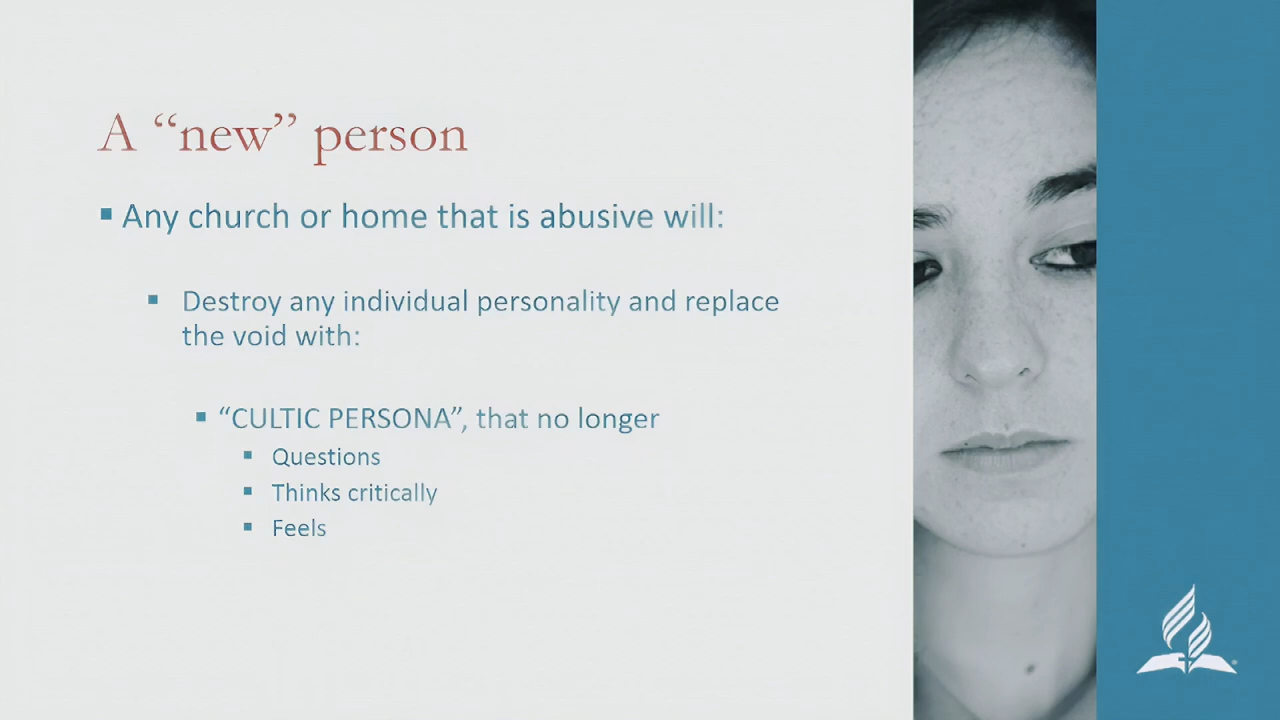 A “new” person
▪ Any church or home that is abusive will:
▪ Destroy any individual personality and replace
the void with:
▪ “CULTIC PERSONA”, that no longer
▪ Questions
▪ Thinks critically
▪ Feels